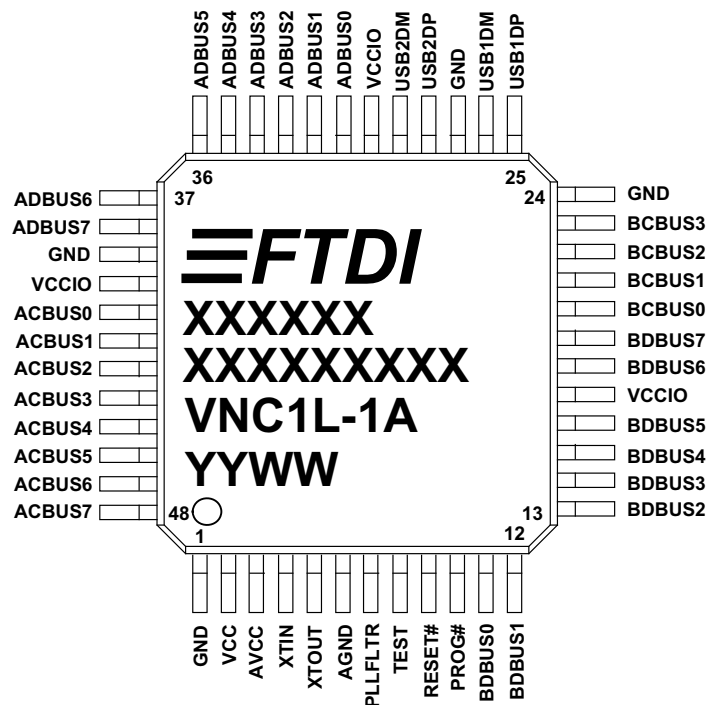 ADBUS5
ADBUS4
ADBUS3
ADBUS2
ADBUS1
ADBUS0
VCCIO
USB2DM
USB2DP
GND
USB1DM
USB1DP
36
25
37
24
ADBUS6
ADBUS7
GND
VCCIO
ACBUS0
ACBUS1
ACBUS2
ACBUS3
ACBUS4
ACBUS5
ACBUS6
ACBUS7
FTDI
XXXXXX
XXXXXXXXX
VNC1L-1A
YYWW
GND
BCBUS3
BCBUS2
BCBUS1
BCBUS0
BDBUS7
BDBUS6
VCCIO
BDBUS5
BDBUS4
BDBUS3
BDBUS2
48
13
1
12
GND
VCC
AVCC
XTIN
XTOUT
AGND
PLLFLTR
TEST
RESET#
PROG#
BDBUS0
BDBUS1